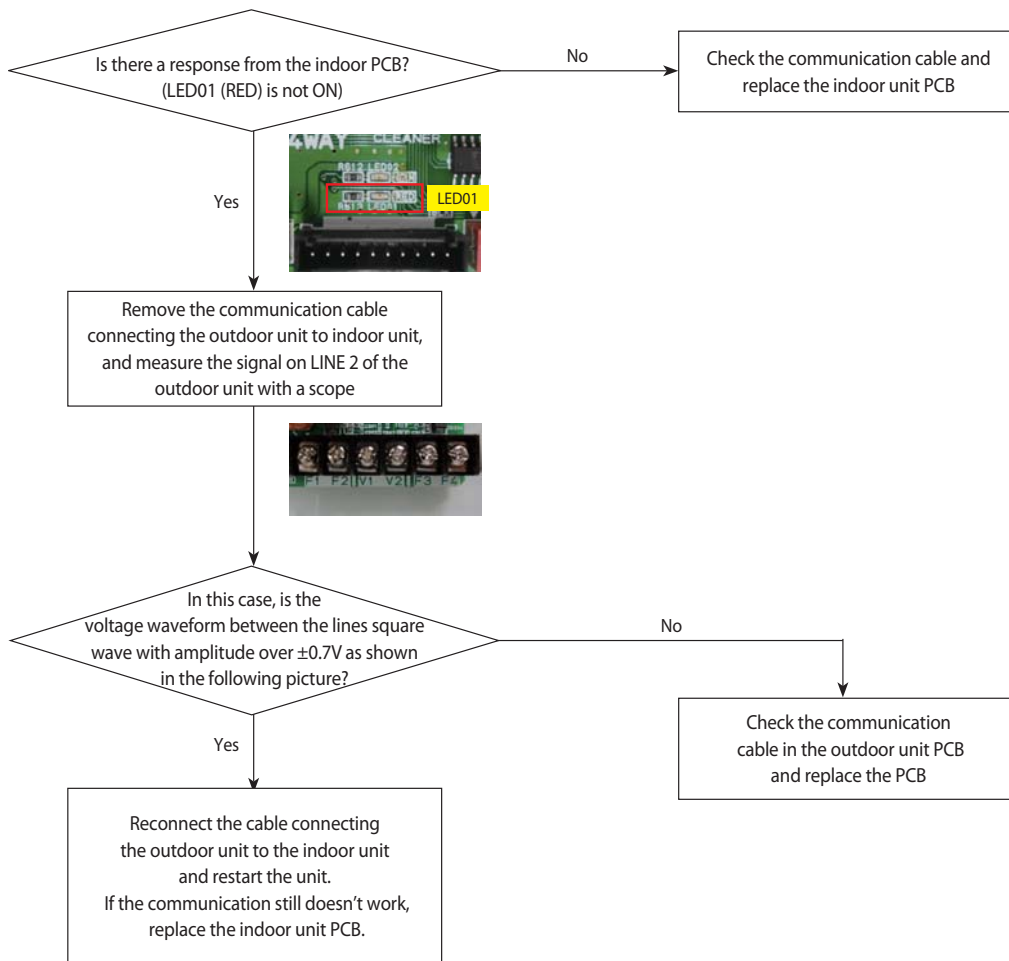 Is there a response from the indoor PCB?
(LED01 (RED) is not ON)
No
Check the communication cable and
replace the indoor unit PCB
4WAY CLEANER
R612 LED02
LED01
R613 LED01
Yes
Remove the communication cable
connecting the outdoor unit to indoor unit,
and measure the signal on LINE 2 of the
outdoor unit with a scope
F1 F2 V1 V2 F3 F4
In this case, is the
voltage waveform between the lines square
wave with amplitude over ±0.7V as shown
in the following picture?
No
Check the communication
cable in the outdoor unit PCB
and replace the PCB
Yes
Reconnect the cable connecting
the outdoor unit to the indoor unit
and restart the unit.
If the communication still doesn’t work,
replace the indoor unit PCB.